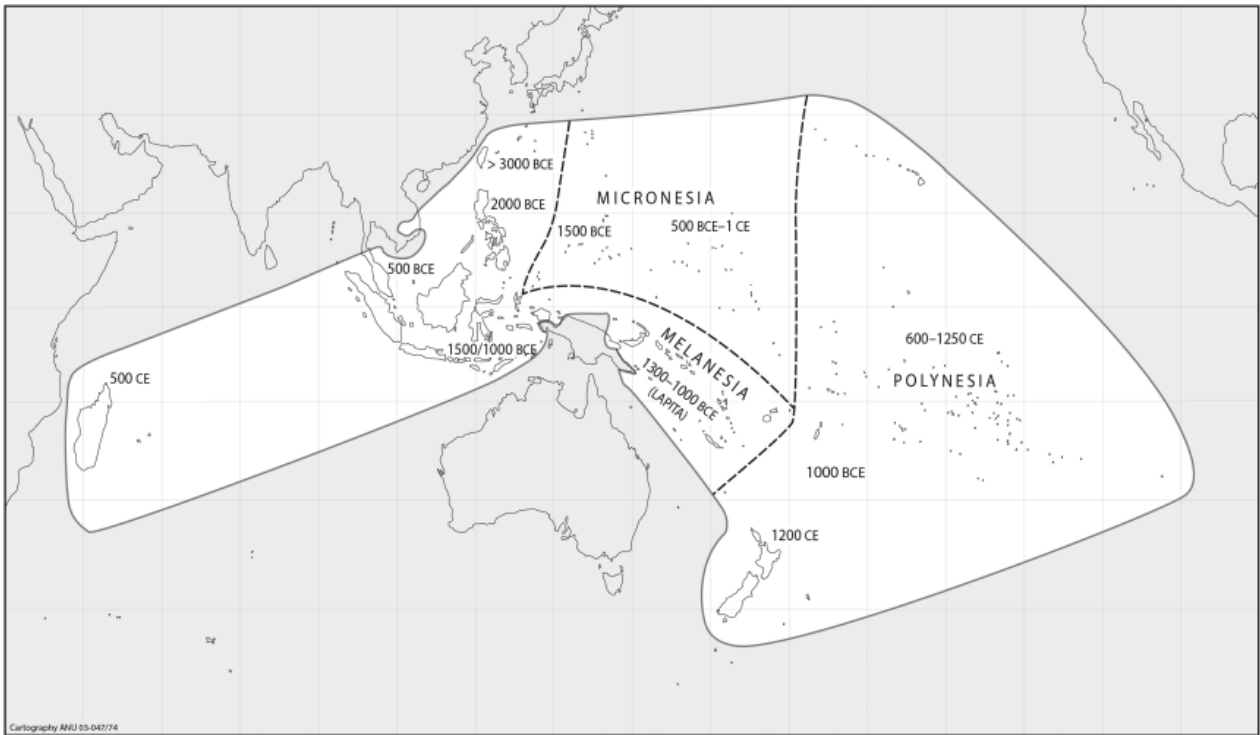 > 3000 BCE
2000 BCE
MICRONESIA
1500 BCE
500 BCE–1 CE
500 BCE
1500/1000 BCE
MELANESIA
1300–1000 BCE
(LAPITA)
600–1250 CE
POLYNESIA
500 CE
1000 BCE
1200 CE
Cartography ANU 03-047/74